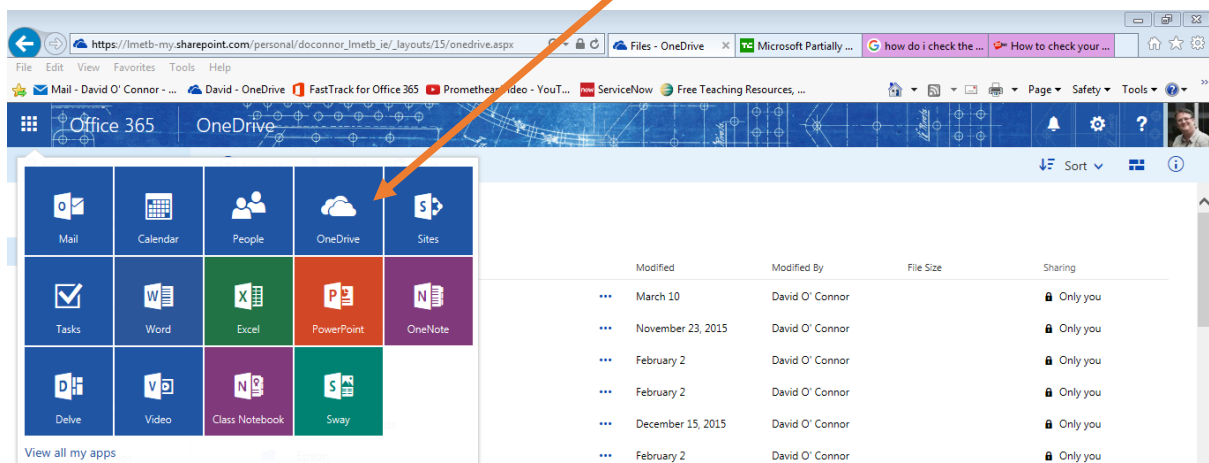 https://lmetb-my.sharepoint.com/personal/doconnor_lmetb_ie/_layouts/15/onedrive.aspx
Files - OneDrive
Microsoft Partially ...
how do i check the ...
How to check your ...
File Edit View Favorites Tools Help
Mail - David O' Connor - ... David - OneDrive FastTrack for Office 365 Promethean Video - YouT... ServiceNow Free Teaching Resources, ... Page Safety Tools
Office 365 OneDrive ?
Sort
Mail Calendar People OneDrive Sites
Tasks Word Excel PowerPoint OneNote
Delve Video Class Notebook Sway
View all my apps
Modified Modified By File Size Sharing
March 10 David O' Connor Only you
November 23, 2015 David O' Connor Only you
February 2 David O' Connor Only you
February 2 David O' Connor Only you
December 15, 2015 David O' Connor Only you
February 2 David O' Connor Only you